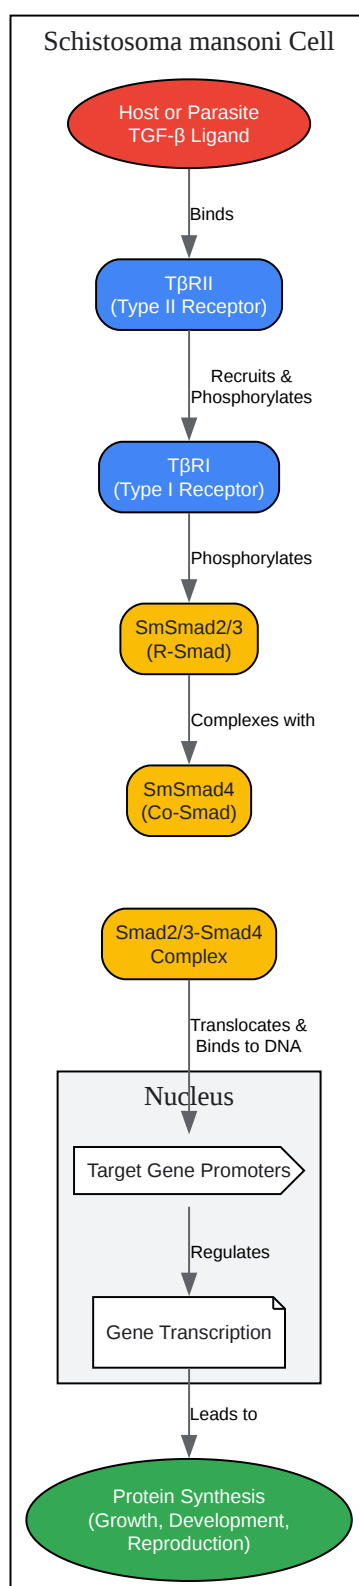 Schistosoma mansoni Cell
Host or Parasite
TGF-β Ligand
Binds
TβRII
(Type II Receptor)
Recruits &
Phosphorylates
TβRI
(Type I Receptor)
Phosphorylates
SmSmad2/3
(R-Smad)
Complexes with
SmSmad4
(Co-Smad)
Smad2/3-Smad4
Complex
Translocates &
Binds to DNA
Nucleus
Target Gene Promoters
Regulates
Gene Transcription
Leads to
Protein Synthesis
(Growth, Development,
Reproduction)